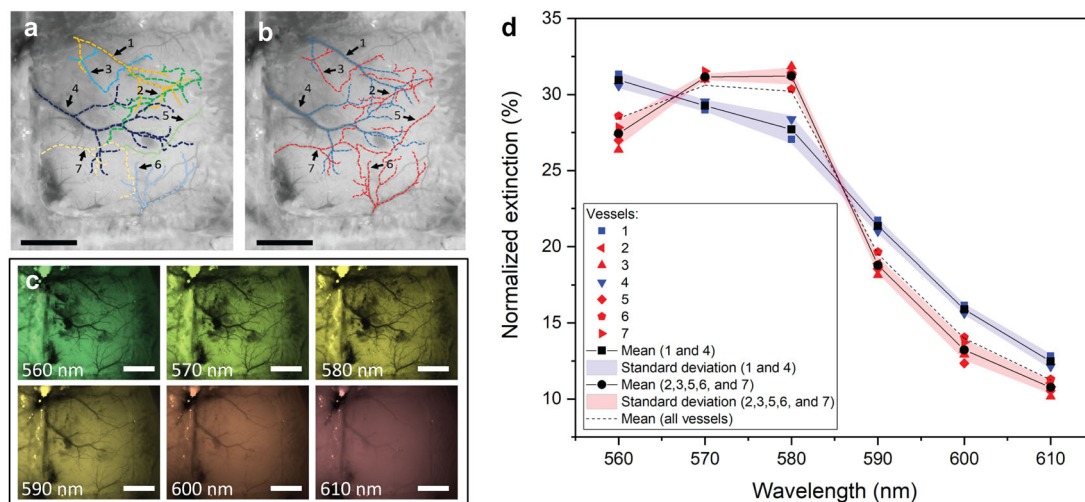 a
1
3
4
2
5
6
7
b
1
3
4
2
5
6
7
c
560 nm
570 nm
580 nm
590 nm
600 nm
610 nm
d
Normalized extinction (%)
35
30
25
20
15
10
Vessels:
1
2
3
4
5
6
7
Mean (1 and 4)
Standard deviation (1 and 4)
Mean (2,3,5,6, and 7)
Standard deviation (2,3,5,6, and 7)
Mean (all vessels)
560 570 580 590 600 610
Wavelength (nm)